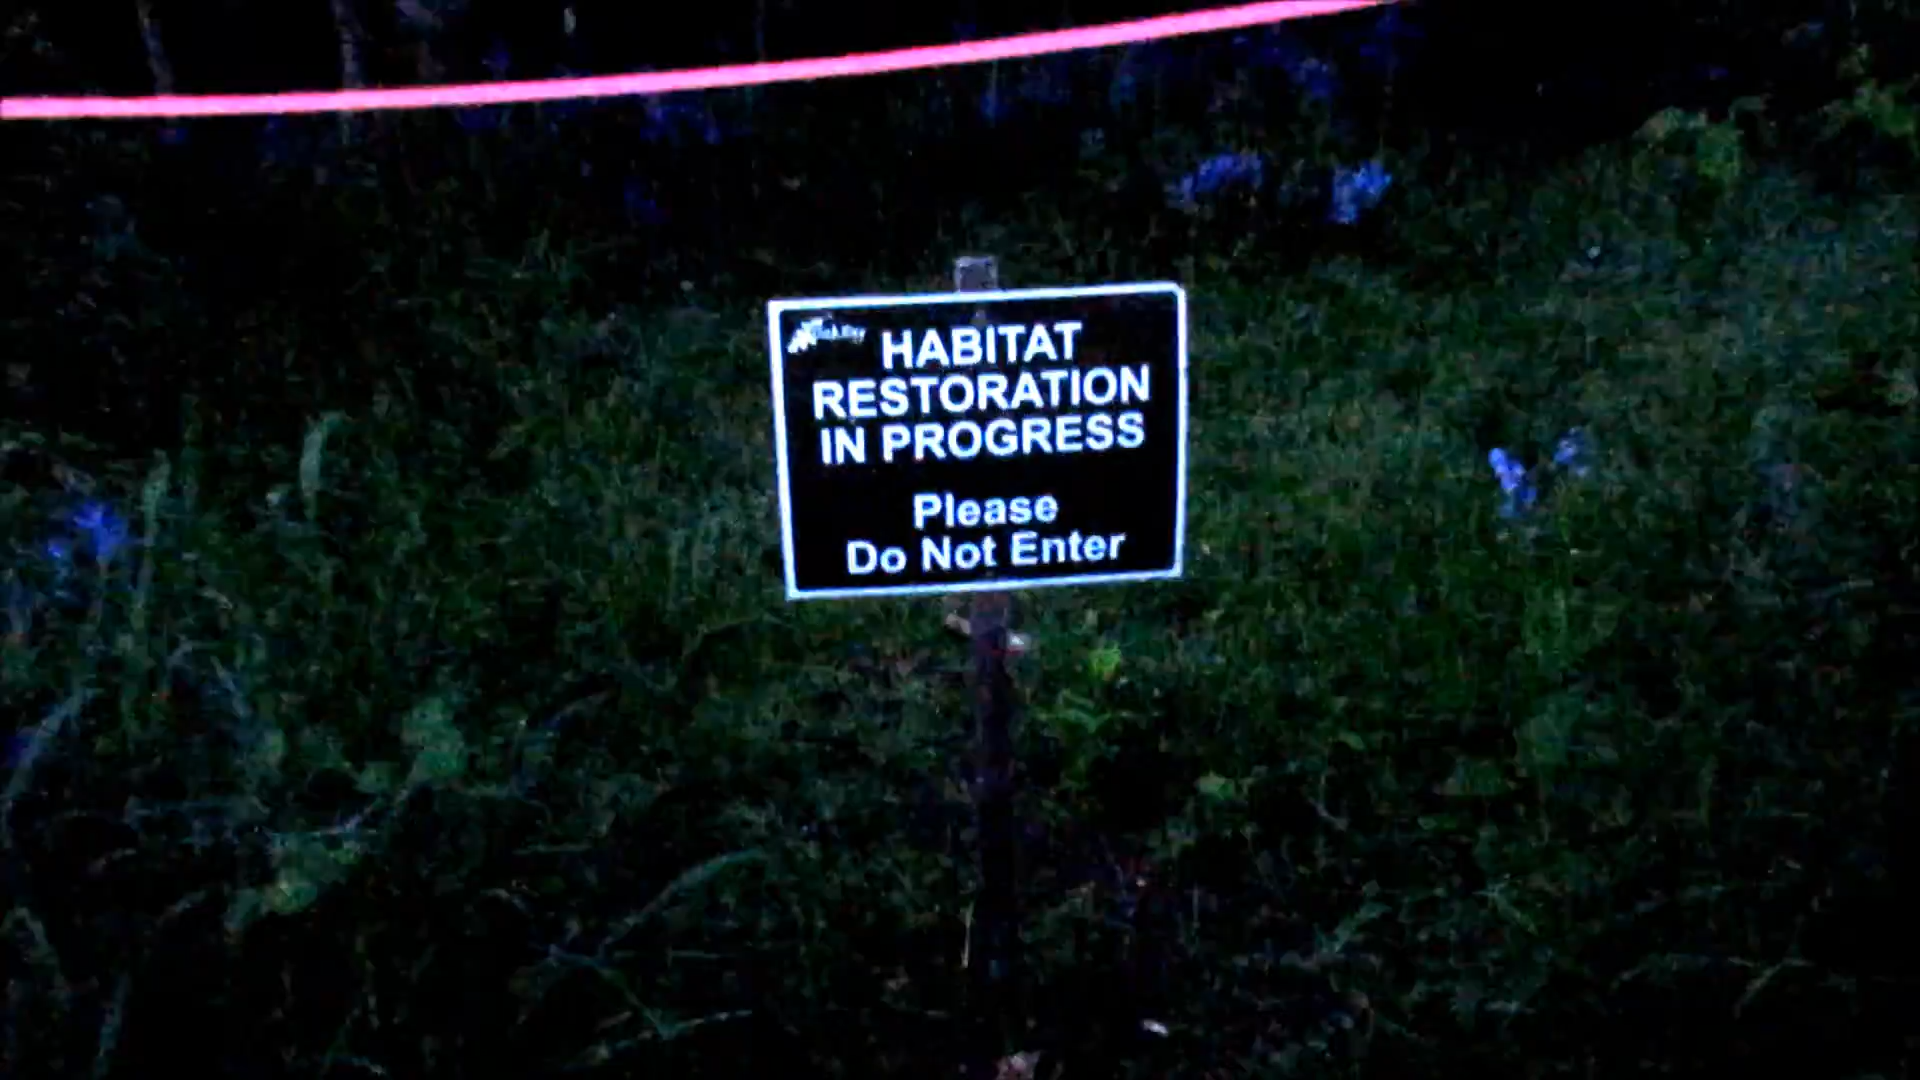 HABITAT
RESTORATION
IN PROGRESS
Please
Do Not Enter